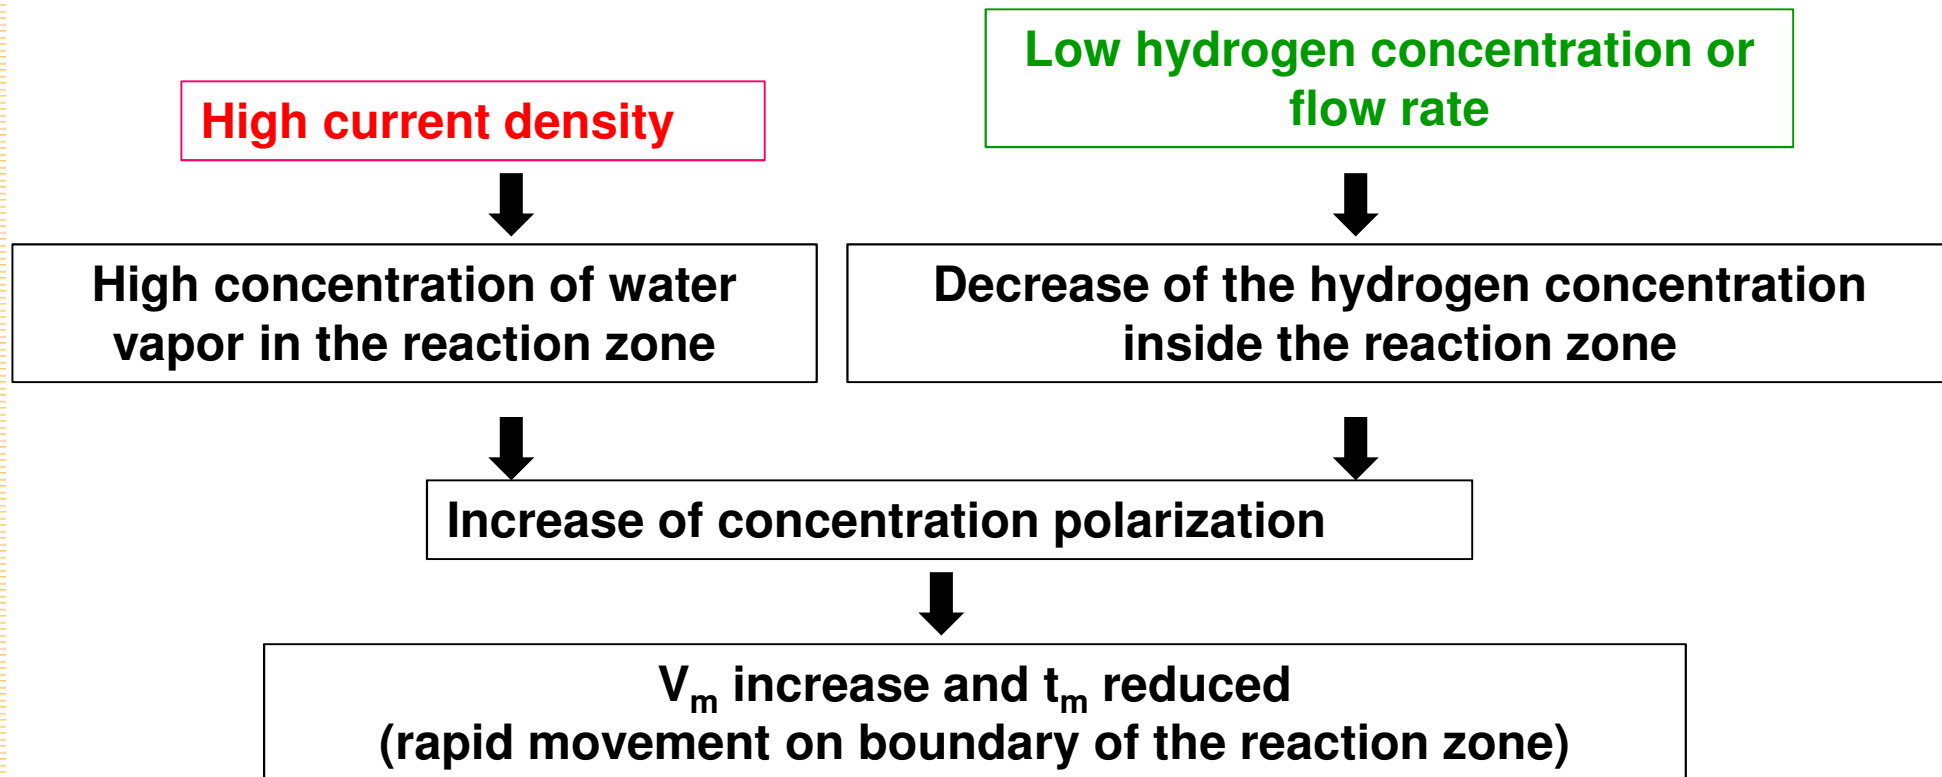 High current density
Low hydrogen concentration or
flow rate
High concentration of water
vapor in the reaction zone
Decrease of the hydrogen concentration
inside the reaction zone
Increase of concentration polarization
Vm increase and tm reduced
(rapid movement on boundary of the reaction zone)